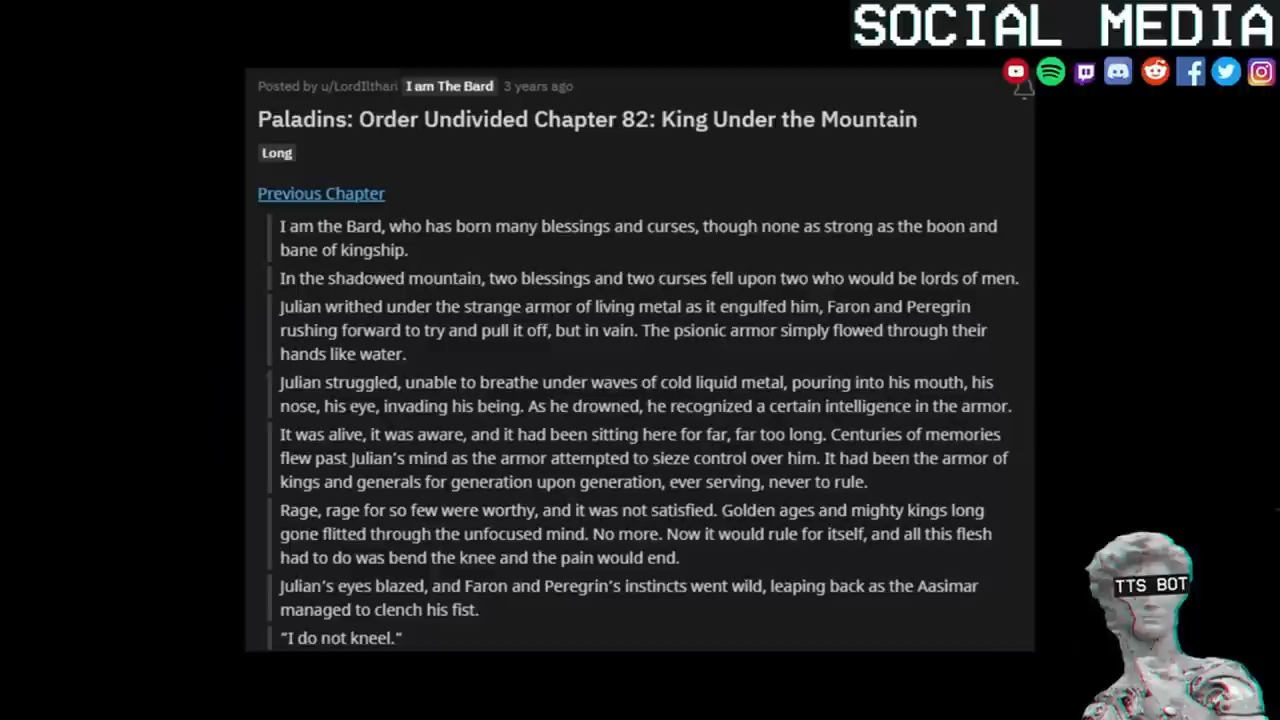 SOCIAL MEDIA
Posted by u/LordIlthari I am The Bard 3 years ago
Paladins: Order Undivided Chapter 82: King Under the Mountain
Long
Previous Chapter
I am the Bard, who has born many blessings and curses, though none as strong as the boon and
bane of kingship.
In the shadowed mountain, two blessings and two curses fell upon two who would be lords of men.
Julian writhed under the strange armor of living metal as it engulfed him, Faron and Peregrin
rushing forward to try and pull it off, but in vain. The psionic armor simply flowed through their
hands like water.
Julian struggled, unable to breathe under waves of cold liquid metal, pouring into his mouth, his
nose, his eye, invading his being. As he drowned, he recognized a certain intelligence in the armor.
It was alive, it was aware, and it had been sitting here for far, far too long. Centuries of memories
flew past Julian's mind as the armor attempted to sieze control over him. It had been the armor of
kings and generals for generation upon generation, ever serving, never to rule.
Rage, rage for so few were worthy, and it was not satisfied. Golden ages and mighty kings long
gone flitted through the unfocused mind. No more. Now it would rule for itself, and all this flesh
had to do was bend the knee and the pain would end.
Julian's eyes blazed, and Faron and Peregrin's instincts went wild, leaping back as the Aasimar
managed to clench his fist.
"I do not kneel."
TTS BOT